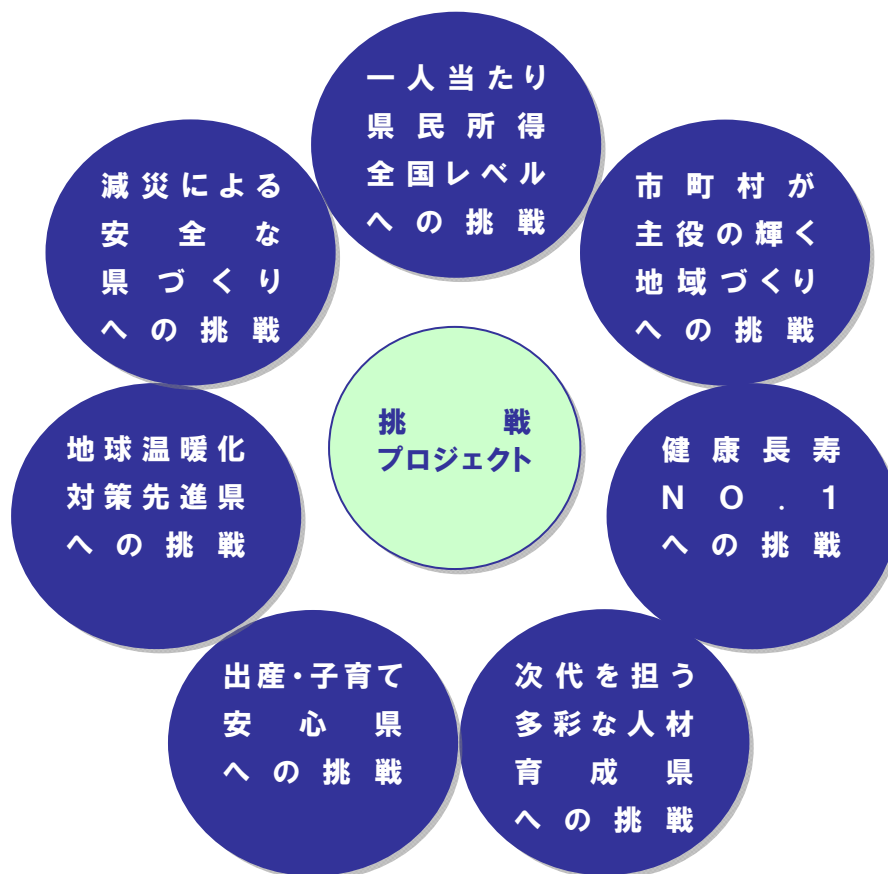 一人当たり
県民所得
全国レベル
への挑戦
市町村が
主役の輝く
地域づくり
への挑戦
健康長寿
NO.1
への挑戦
次代を担う
多彩な人材
育成県
への挑戦
出産・子育て
安心県
への挑戦
地球温暖化
対策先進県
への挑戦
減災による
安全な
県づくり
への挑戦
挑戦
プロジェクト